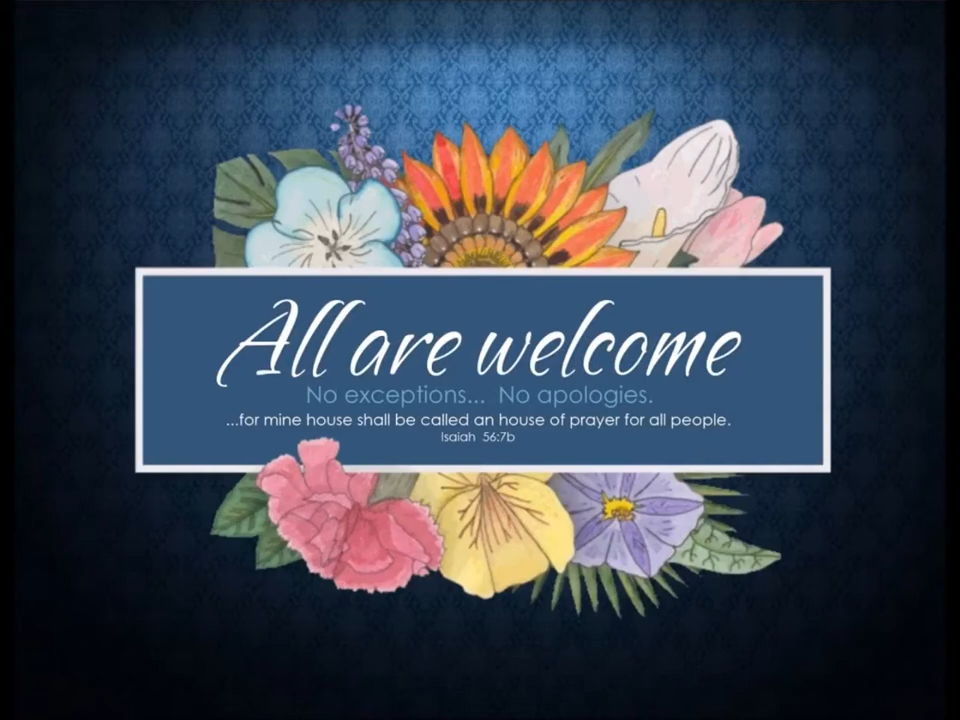 All are welcome
No exceptions... No apologies.
...for mine house shall be called an house of prayer for all people.
Isaiah 56:7b